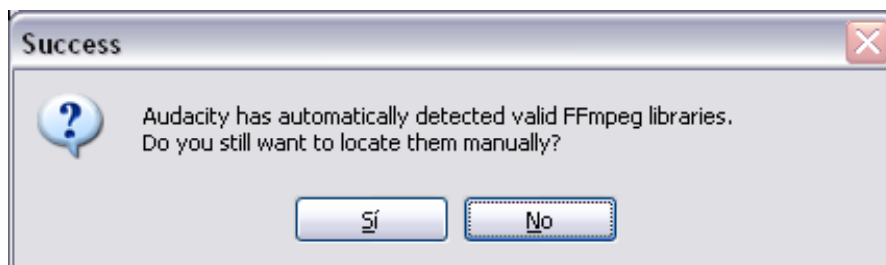 Success
Audacity has automatically detected valid FFmpeg libraries.
Do you still want to locate them manually?
Sí No